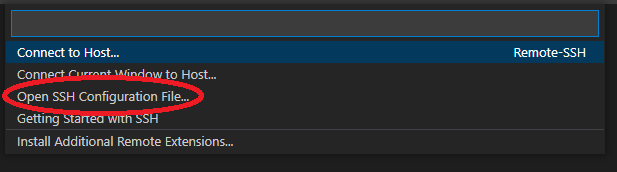 Connect to Host... Remote-SSH
Connect Current Window to Host...
Open SSH Configuration File...
Getting Started with SSH
Install Additional Remote Extensions...